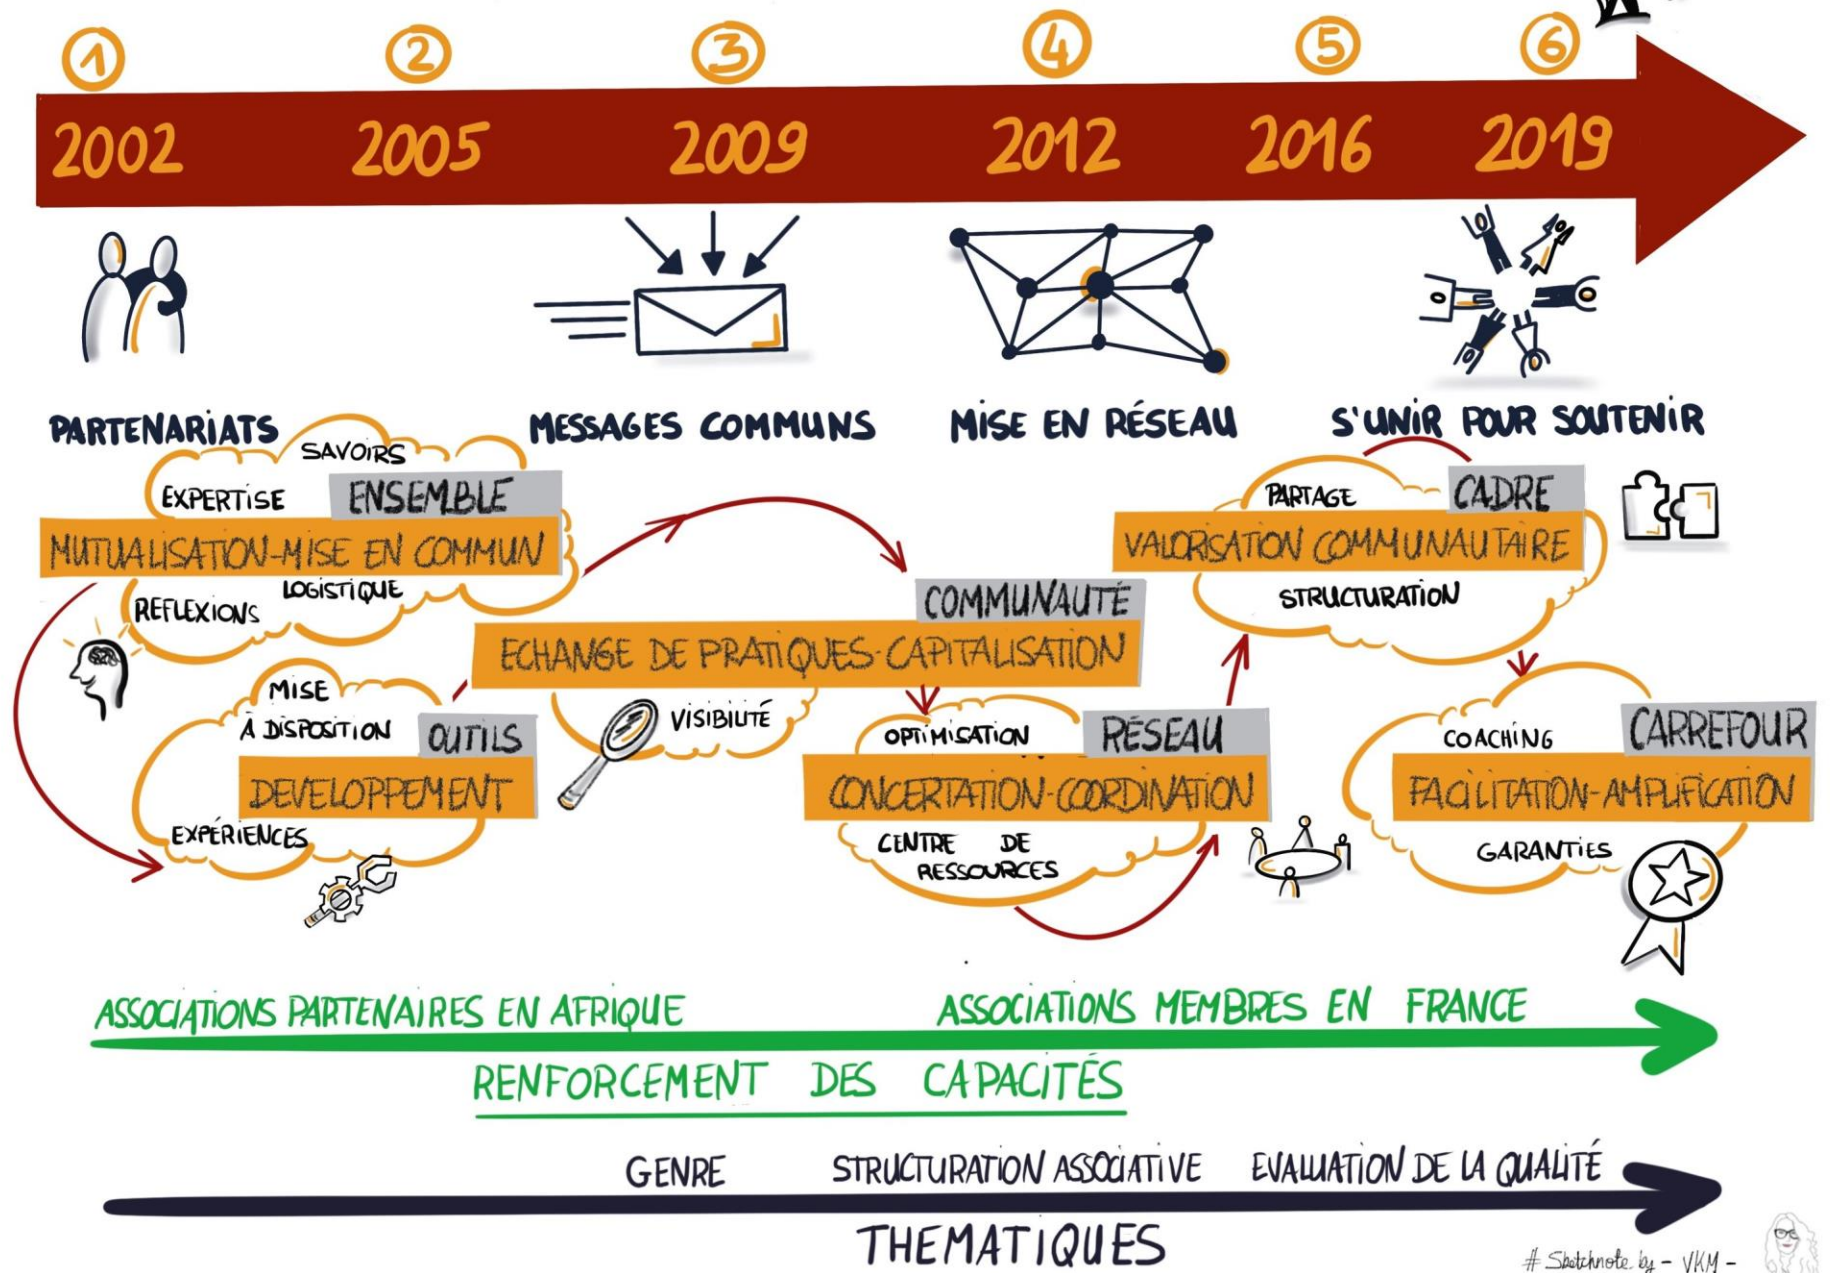 1 2 3 4 5 6
2002 2005 2009 2012 2016 2019
PARTENARIATS
MESSAGES COMMUNS
MISE EN RÉSEAU
S'UNIR POUR SOUTENIR
SAVOIRS
EXPERTISE
ENSEMBLE
MUTUALISATION-MISE EN COMMUN
LOGISTIQUE
REFLEXIONS
MISE
À DISPOSITION
OUTILS
DEVELOPPEMENT
EXPÉRIENCES
COMMUNAUTÉ
ECHANGE DE PRATIQUES-CAPITALISATION
VISIBILITÉ
OPTIMISATION
RÉSEAU
CONCERTATION-COORDINATION
CENTRE DE
RESSOURCES
PARTAGE
CADRE
VALORISATION COMMUNAUTAIRE
STRUCTURATION
COACHING
CARREFOUR
FACILITATION-AMPLIFICATION
GARANTIES
ASSOCIATIONS PARTENAIRES EN AFRIQUE
ASSOCIATIONS MEMBRES EN FRANCE
RENFORCEMENT DES CAPACITÉS
GENRE
STRUCTURATION ASSOCIATIVE
EVALUATION DE LA QUALITÉ
THEMATIQUES
# Sketchnote by - VKM -